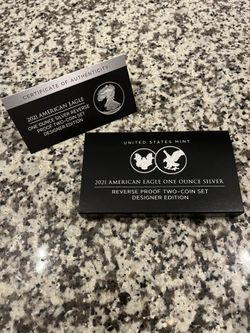 CERTIFICATE OF AUTHENTICITY
2021 AMERICAN EAGLE
ONE OUNCE SILVER REVERSE
PROOF TWO-COIN SET
DESIGNER EDITION
UNITED STATES MINT
2021 AMERICAN EAGLE ONE OUNCE SILVER
REVERSE PROOF TWO-COIN SET
DESIGNER EDITION